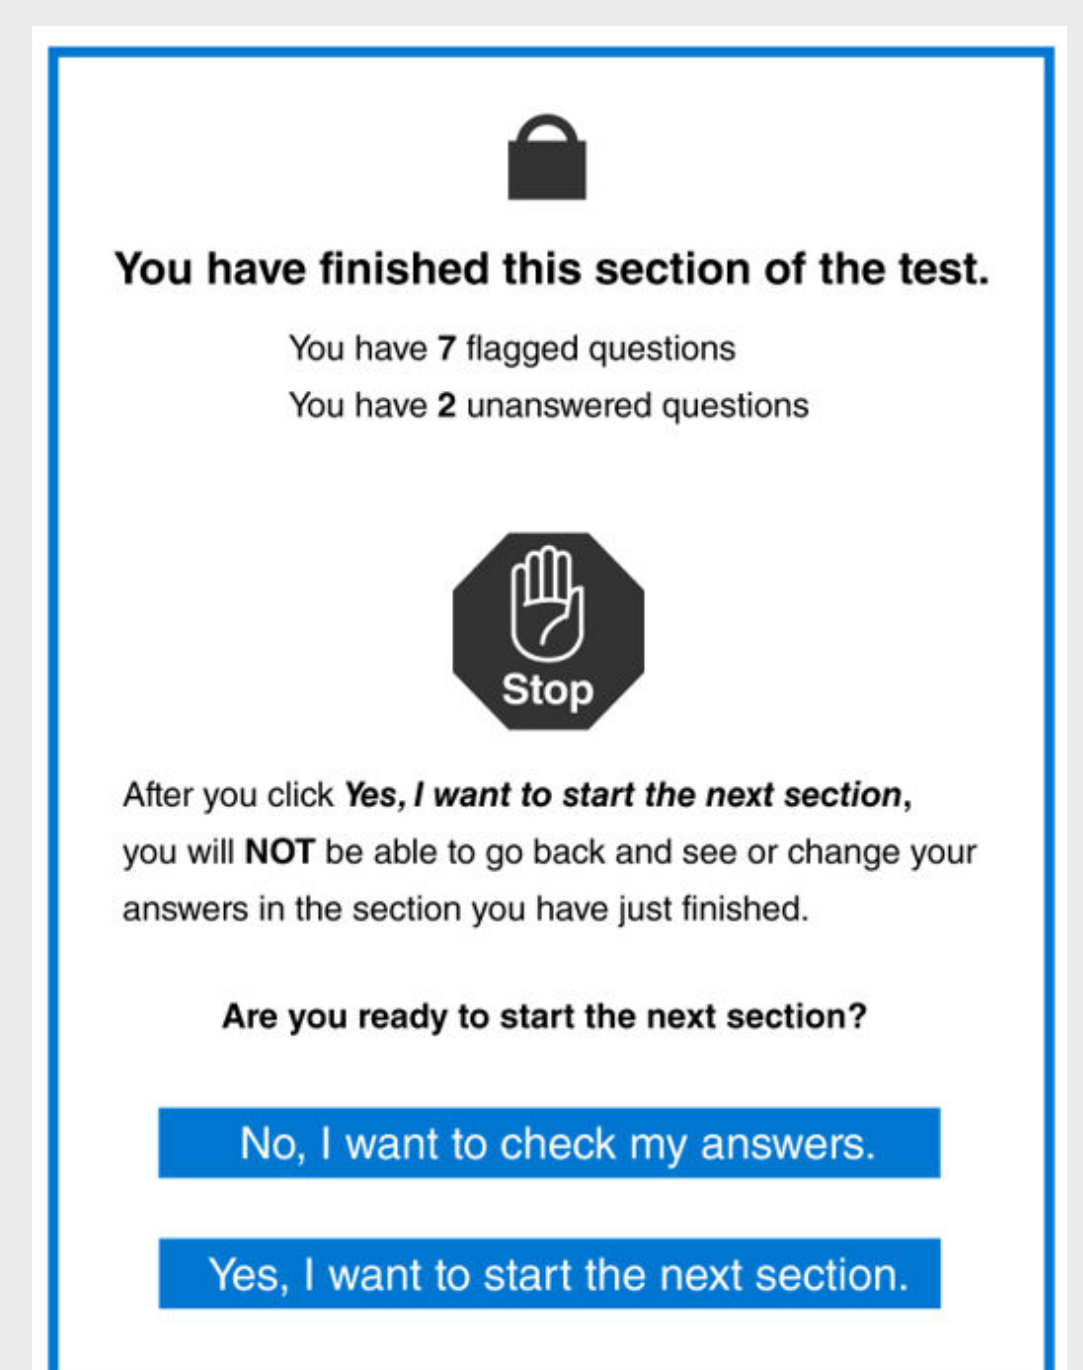 You have finished this section of the test.
You have 7 flagged questions
You have 2 unanswered questions
Stop
After you click Yes, I want to start the next section,
you will NOT be able to go back and see or change your
answers in the section you have just finished.
Are you ready to start the next section?
No, I want to check my answers.
Yes, I want to start the next section.